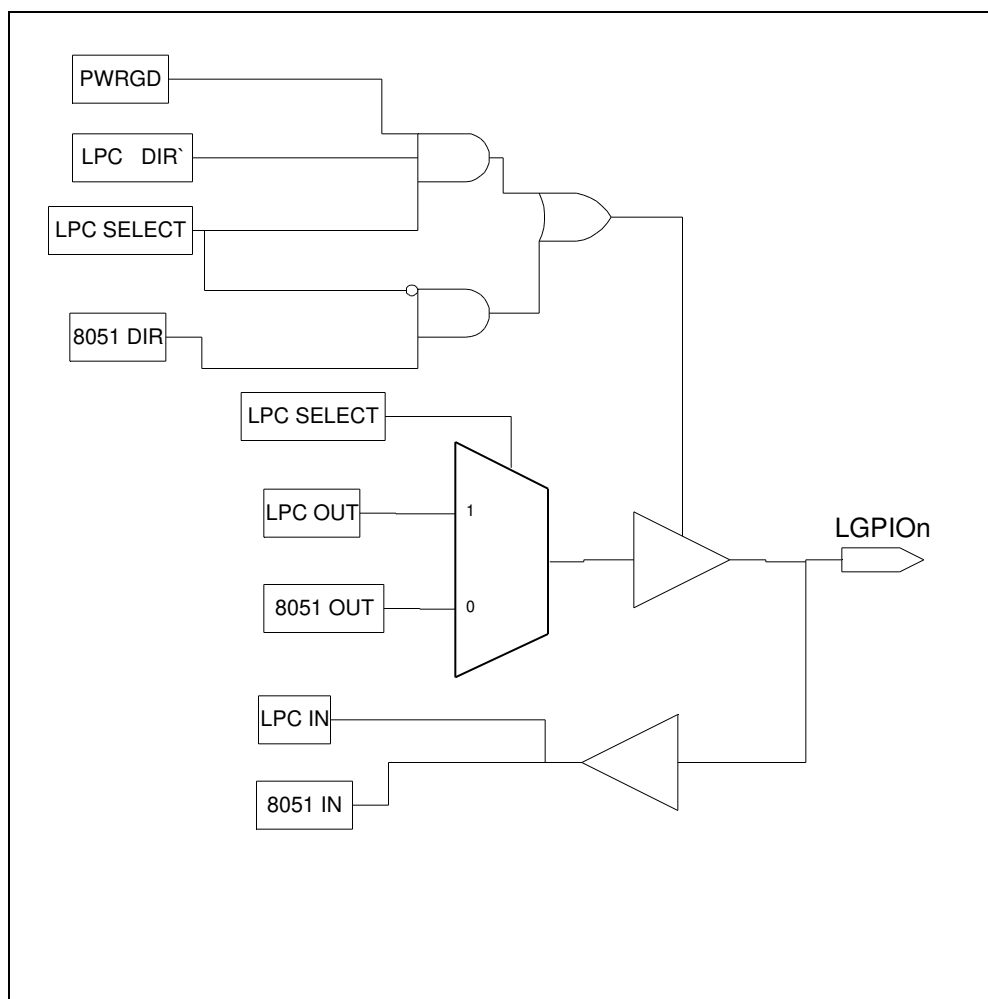 PWRGD
LPC DIR`
LPC SELECT
8051 DIR
LPC SELECT
LPC OUT
1
LGPIOn
8051 OUT
0
LPC IN
8051 IN